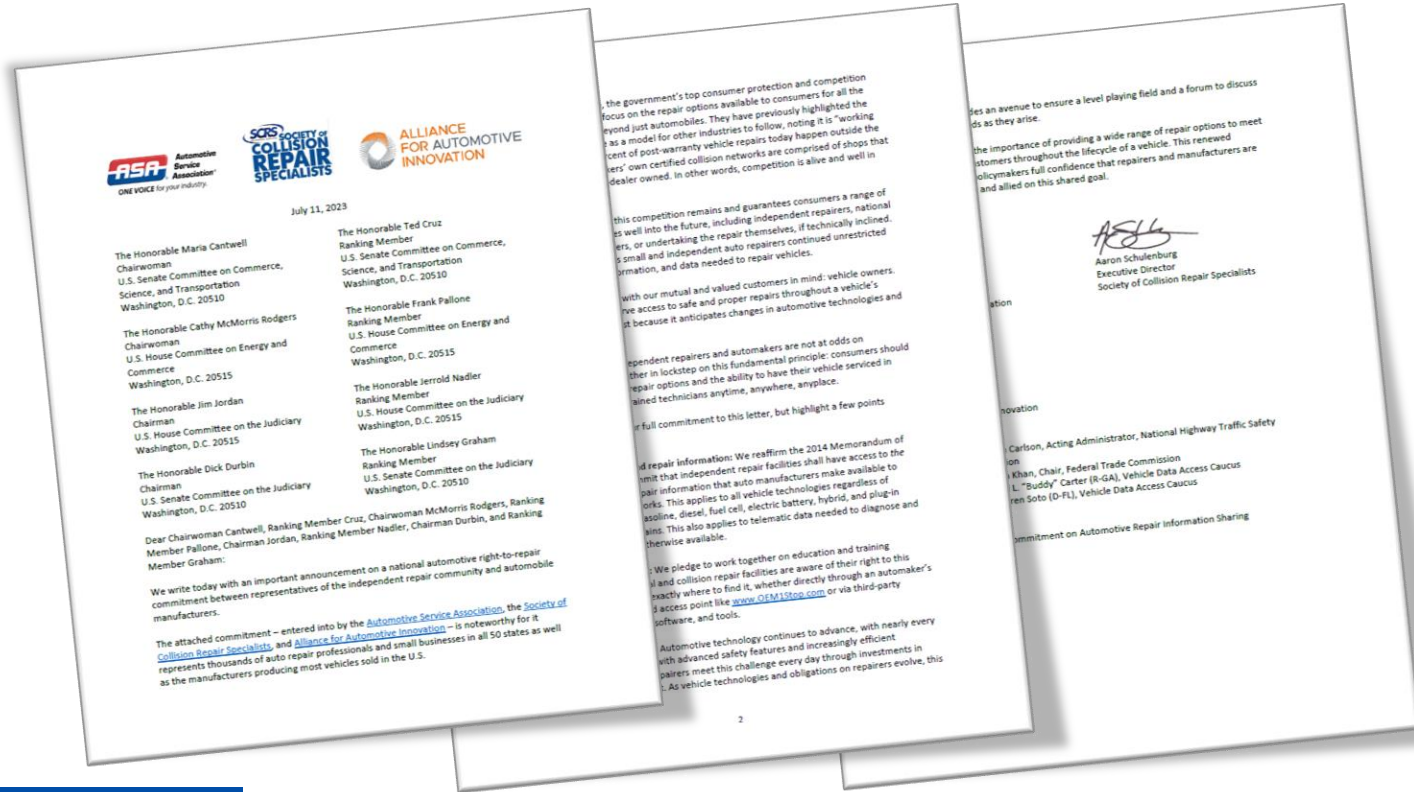 ASA
Automotive
Service
Association
ONE VOICE for your industry.
SCRS SOCIETY OF
COLLISION
REPAIR
SPECIALISTS
ALLIANCE
FOR AUTOMOTIVE
INNOVATION
July 11, 2023
The Honorable Maria Cantwell
Chairwoman
U.S. Senate Committee on Commerce,
Science, and Transportation
Washington, D.C. 20510
The Honorable Ted Cruz
Ranking Member
U.S. Senate Committee on Commerce,
Science, and Transportation
Washington, D.C. 20510
The Honorable Cathy McMorris Rodgers
Chairwoman
U.S. House Committee on Energy and
Commerce
Washington, D.C. 20515
The Honorable Frank Pallone
Ranking Member
U.S. House Committee on Energy and
Commerce
Washington, D.C. 20515
The Honorable Jim Jordan
Chairman
U.S. House Committee on the Judiciary
Washington, D.C. 20515
The Honorable Jerrold Nadler
Ranking Member
U.S. House Committee on the Judiciary
Washington, D.C. 20515
The Honorable Dick Durbin
Chairman
U.S. Senate Committee on the Judiciary
Washington, D.C. 20510
The Honorable Lindsey Graham
Ranking Member
U.S. Senate Committee on the Judiciary
Washington, D.C. 20510
Dear Chairwoman Cantwell, Ranking Member Cruz, Chairwoman McMorris Rodgers, Ranking
Member Pallone, Chairman Jordan, Ranking Member Nadler, Chairman Durbin, and Ranking
Member Graham:
We write today with an important announcement on a national automotive right-to-repair
commitment between representatives of the independent repair community and automobile
manufacturers.
The attached commitment – entered into by the Automotive Service Association, the Society of
Collision Repair Specialists, and Alliance for Automotive Innovation – is noteworthy for it
represents thousands of auto repair professionals and small businesses in all 50 states as well
as the manufacturers producing most vehicles sold in the U.S.
, the government's top consumer protection and competition
focus on the repair options available to consumers for all the
eyond just automobiles. They have previously highlighted the
as a model for other industries to follow, noting it is "working
cent of post-warranty vehicle repairs today happen outside the
ers' own certified collision networks are comprised of shops that
dealer owned. In other words, competition is alive and well in
this competition remains and guarantees consumers a range of
es well into the future, including independent repairers, national
ers, or undertaking the repair themselves, if technically inclined.
s small and independent auto repairers continued unrestricted
ormation, and data needed to repair vehicles.
with our mutual and valued customers in mind: vehicle owners.
rve access to safe and proper repairs throughout a vehicle's
st because it anticipates changes in automotive technologies and
ependent repairers and automakers are not at odds on
ther in lockstep on this fundamental principle: consumers should
repair options and the ability to have their vehicle serviced in
ained technicians anytime, anywhere, anyplace.
r full commitment to this letter, but highlight a few points
d repair information: We reaffirm the 2014 Memorandum of
mit that independent repair facilities shall have access to the
pair information that auto manufacturers make available to
orks. This applies to all vehicle technologies regardless of
asoline, diesel, fuel cell, electric battery, hybrid, and plug-in
ains. This also applies to telematic data needed to diagnose and
therwise available.
: We pledge to work together on education and training
l and collision repair facilities are aware of their right to this
exactly where to find it, whether directly through an automaker's
d access point like www.OEM1Stop.com or via third-party
software, and tools.
Automotive technology continues to advance, with nearly every
with advanced safety features and increasingly efficient
pairers meet this challenge every day through investments in
. As vehicle technologies and obligations on repairers evolve, this
2
des an avenue to ensure a level playing field and a forum to discuss
ds as they arise.
the importance of providing a wide range of repair options to meet
stomers throughout the lifecycle of a vehicle. This renewed
olicymakers full confidence that repairers and manufacturers are
and allied on this shared goal.
Aaron Schulenburg
Executive Director
Society of Collision Repair Specialists
ation
novation
Carlson, Acting Administrator, National Highway Traffic Safety
on
Khan, Chair, Federal Trade Commission
L. "Buddy" Carter (R-GA), Vehicle Data Access Caucus
ren Soto (D-FL), Vehicle Data Access Caucus
ommitment on Automotive Repair Information Sharing